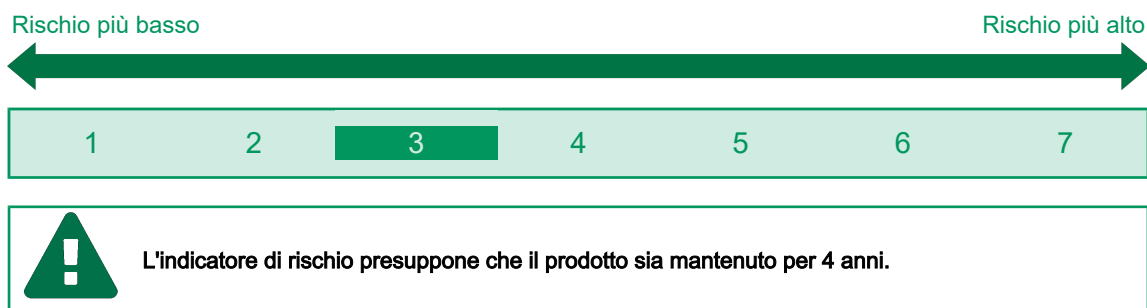 Rischio più basso Rischio più alto
1 2 3 4 5 6 7
L'indicatore di rischio presuppone che il prodotto sia mantenuto per 4 anni.